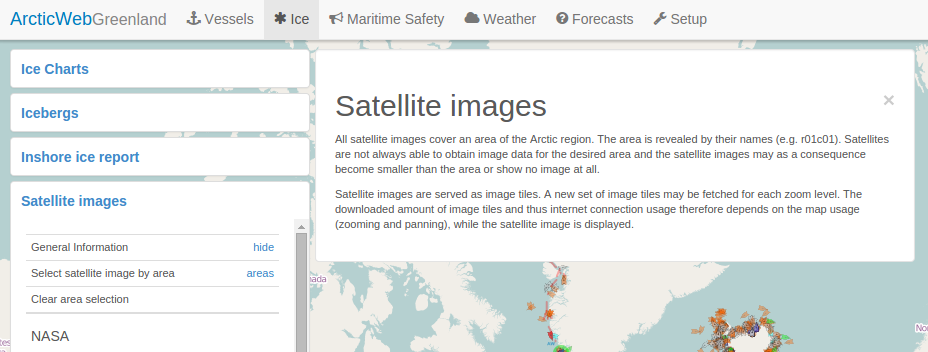 ArcticWebGreenland Vessels Ice Maritime Safety Weather Forecasts Setup
Ice Charts
Icebergs
Inshore ice report
Satellite images
General Information hide
Select satellite image by area areas
Clear area selection
NASA
Satellite images ×
All satellite images cover an area of the Arctic region. The area is revealed by their names (e.g. r01c01). Satellites
are not always able to obtain image data for the desired area and the satellite images may as a consequence
become smaller than the area or show no image at all.
Satellite images are served as image tiles. A new set of image tiles may be fetched for each zoom level. The
downloaded amount of image tiles and thus internet connection usage therefore depends on the map usage
(zooming and panning), while the satellite image is displayed.